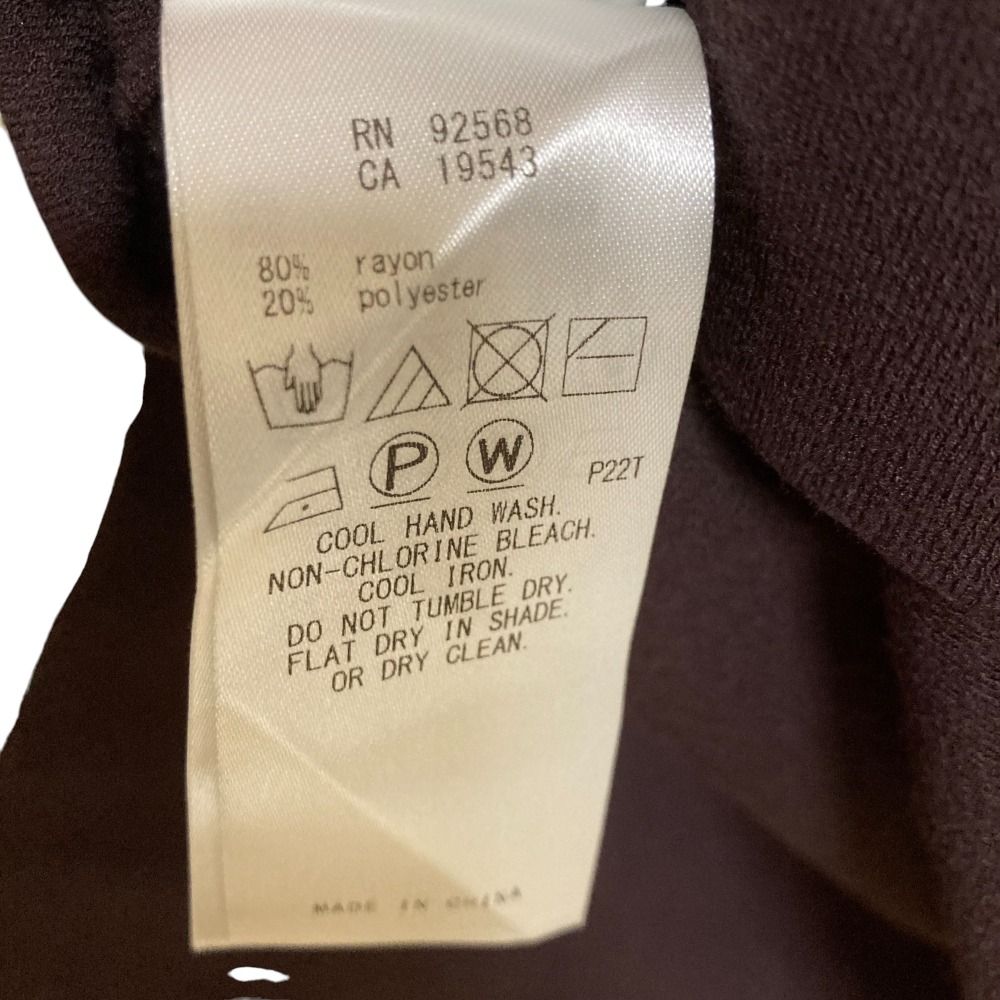 RN 92568
CA 19543
80% rayon
20% polyester
P W P22T
COOL HAND WASH.
NON-CHLORINE BLEACH.
COOL IRON.
DO NOT TUMBLE DRY.
FLAT DRY IN SHADE.
OR DRY CLEAN.
MADE IN CHINA